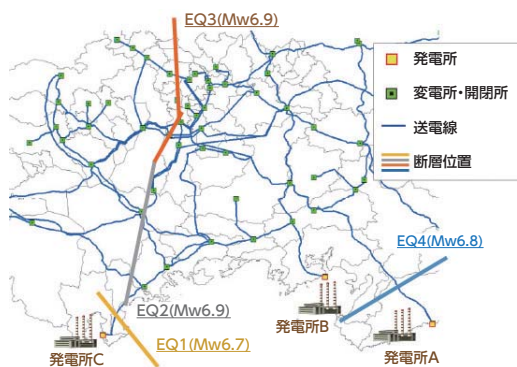 EQ3(Mw6.9)
発電所
変電所・開閉所
送電線
断層位置
EQ4(Mw6.8)
EQ2(Mw6.9)
発電所B
EQ1(Mw6.7)
発電所C
発電所A